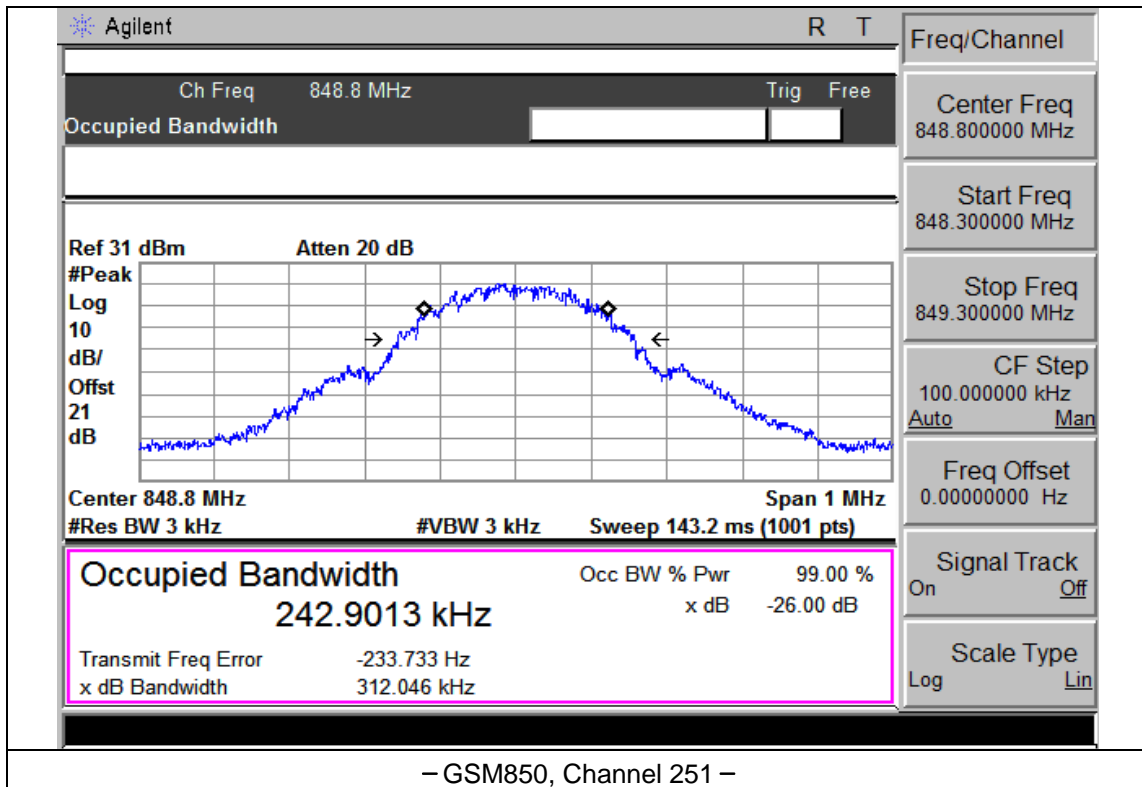 Agilent R T
Freq/Channel
Ch Freq 848.8 MHz Trig Free
Occupied Bandwidth
Center Freq
848.800000 MHz
Start Freq
848.300000 MHz
Ref 31 dBm Atten 20 dB
#Peak
Log
10
dB/
Offst
21
dB
Stop Freq
849.300000 MHz
CF Step
100.000000 kHz
Auto Man
Center 848.8 MHz Span 1 MHz
#Res BW 3 kHz #VBW 3 kHz Sweep 143.2 ms (1001 pts)
Freq Offset
0.00000000 Hz
Occupied Bandwidth
242.9013 kHz
Occ BW % Pwr 99.00 %
x dB -26.00 dB
Transmit Freq Error -233.733 Hz
x dB Bandwidth 312.046 kHz
Signal Track
On Off
Scale Type
Log Lin
–GSM850, Channel 251–